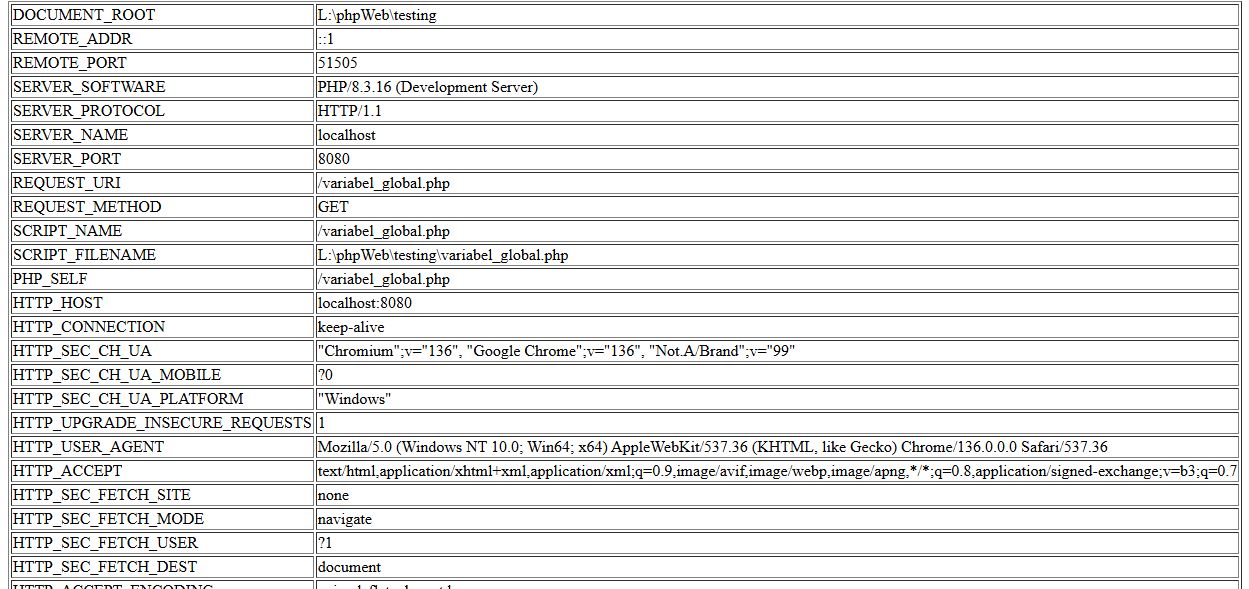 DOCUMENT_ROOT L:\phpWeb\testing
REMOTE_ADDR ::1
REMOTE_PORT 51505
SERVER_SOFTWARE PHP/8.3.16 (Development Server)
SERVER_PROTOCOL HTTP/1.1
SERVER_NAME localhost
SERVER_PORT 8080
REQUEST_URI /variabel_global.php
REQUEST_METHOD GET
SCRIPT_NAME /variabel_global.php
SCRIPT_FILENAME L:\phpWeb\testing\variabel_global.php
PHP_SELF /variabel_global.php
HTTP_HOST localhost:8080
HTTP_CONNECTION keep-alive
HTTP_SEC_CH_UA "Chromium";v="136", "Google Chrome";v="136", "Not.A/Brand";v="99"
HTTP_SEC_CH_UA_MOBILE ?0
HTTP_SEC_CH_UA_PLATFORM "Windows"
HTTP_UPGRADE_INSECURE_REQUESTS 1
HTTP_USER_AGENT Mozilla/5.0 (Windows NT 10.0; Win64; x64) AppleWebKit/537.36 (KHTML, like Gecko) Chrome/136.0.0.0 Safari/537.36
HTTP_ACCEPT text/html,application/xhtml+xml,application/xml;q=0.9,image/avif,image/webp,image/apng,*/*;q=0.8,application/signed-exchange;v=b3;q=0.7
HTTP_SEC_FETCH_SITE none
HTTP_SEC_FETCH_MODE navigate
HTTP_SEC_FETCH_USER ?1
HTTP_SEC_FETCH_DEST document
HTTP_ACCEPT_ENCODING